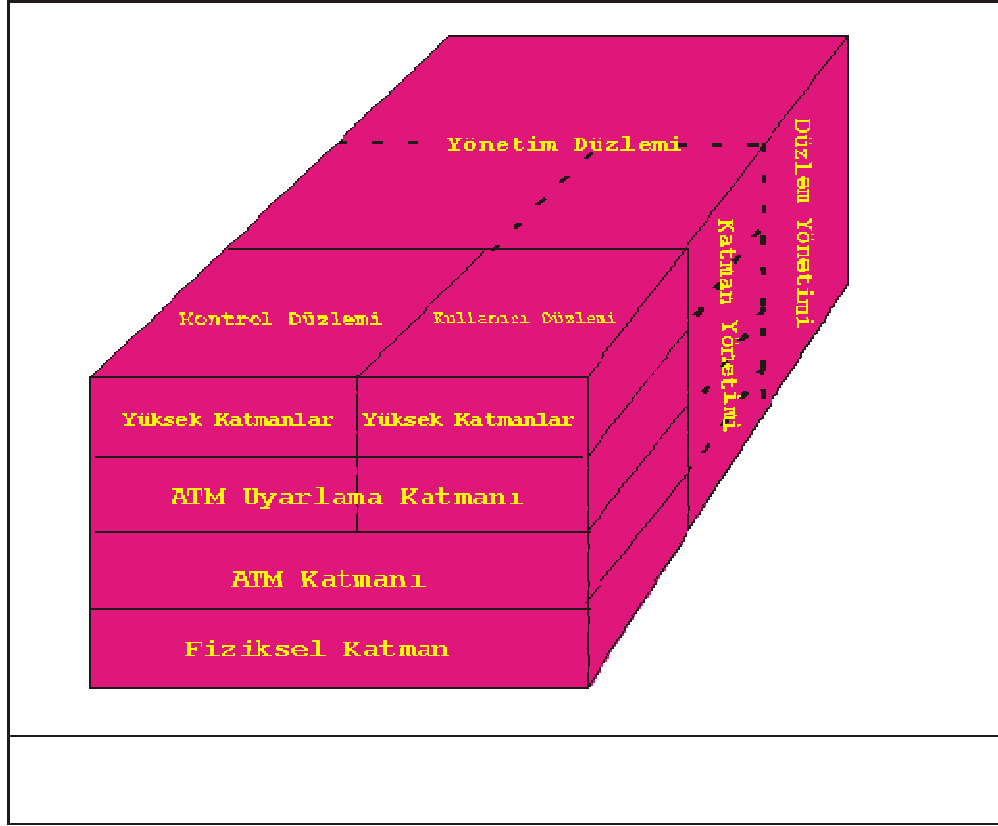 Yönetim Düzlemi
Düzlem Yönetimi
Katman Yönetimi
Kontrol Düzlemi
Kullanıcı Düzlemi
Yüksek Katmanlar
Yüksek Katmanlar
ATM Uyarlama Katmanı
ATM Katmanı
Fiziksel Katman